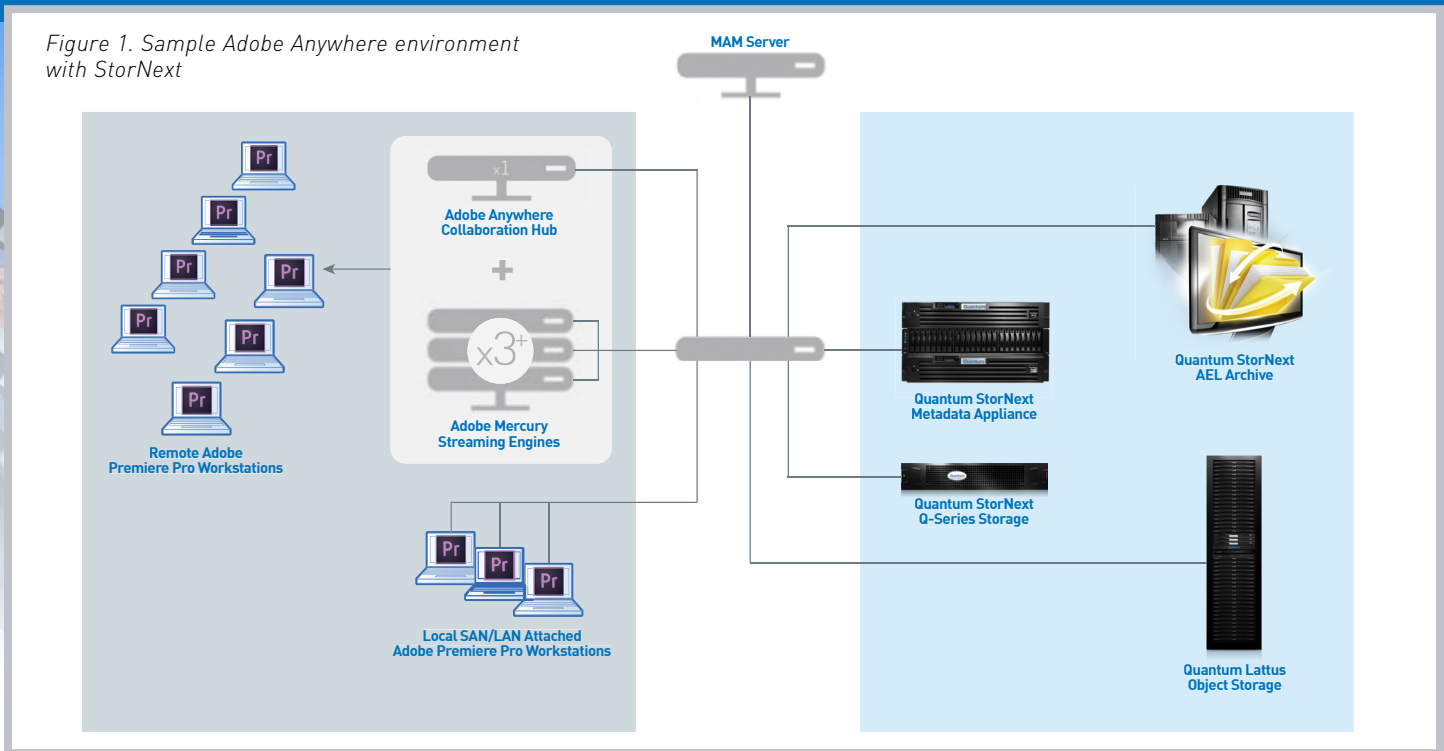 Figure 1. Sample Adobe Anywhere environment
with StorNext
MAM Server
Pr
Pr
Pr
Pr
Pr
Pr
Pr
Remote Adobe
Premiere Pro Workstations
x1
Adobe Anywhere
Collaboration Hub
+
x3+
Adobe Mercury
Streaming Engines
Pr
Pr
Pr
Local SAN/LAN Attached
Adobe Premiere Pro Workstations
Quantum StorNext
AEL Archive
Quantum
Quantum
Quantum StorNext
Metadata Appliance
Quantum StorNext
Q-Series Storage
Quantum Lattus
Object Storage